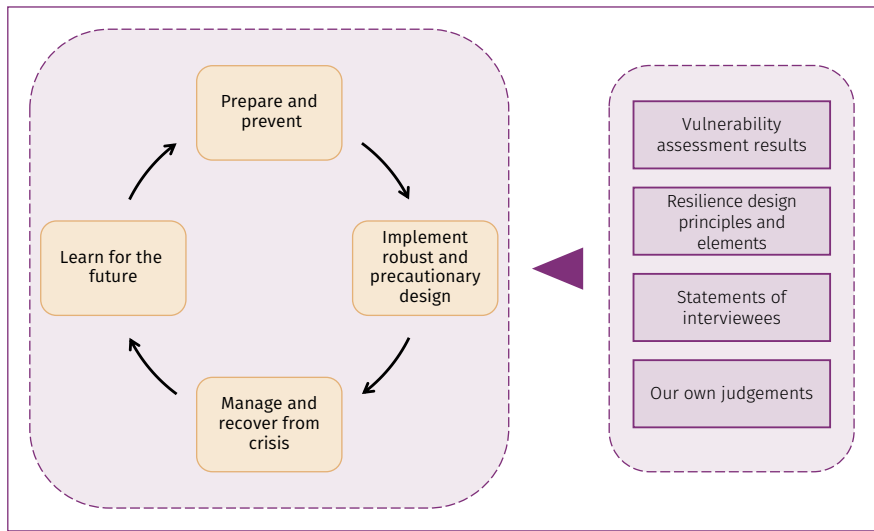 Prepare and
prevent
Implement
robust and
precautionary
design
Manage and
recover from
crisis
Learn for the
future
Vulnerability
assessment results
Resilience design
principles and
elements
Statements of
interviewees
Our own judgements